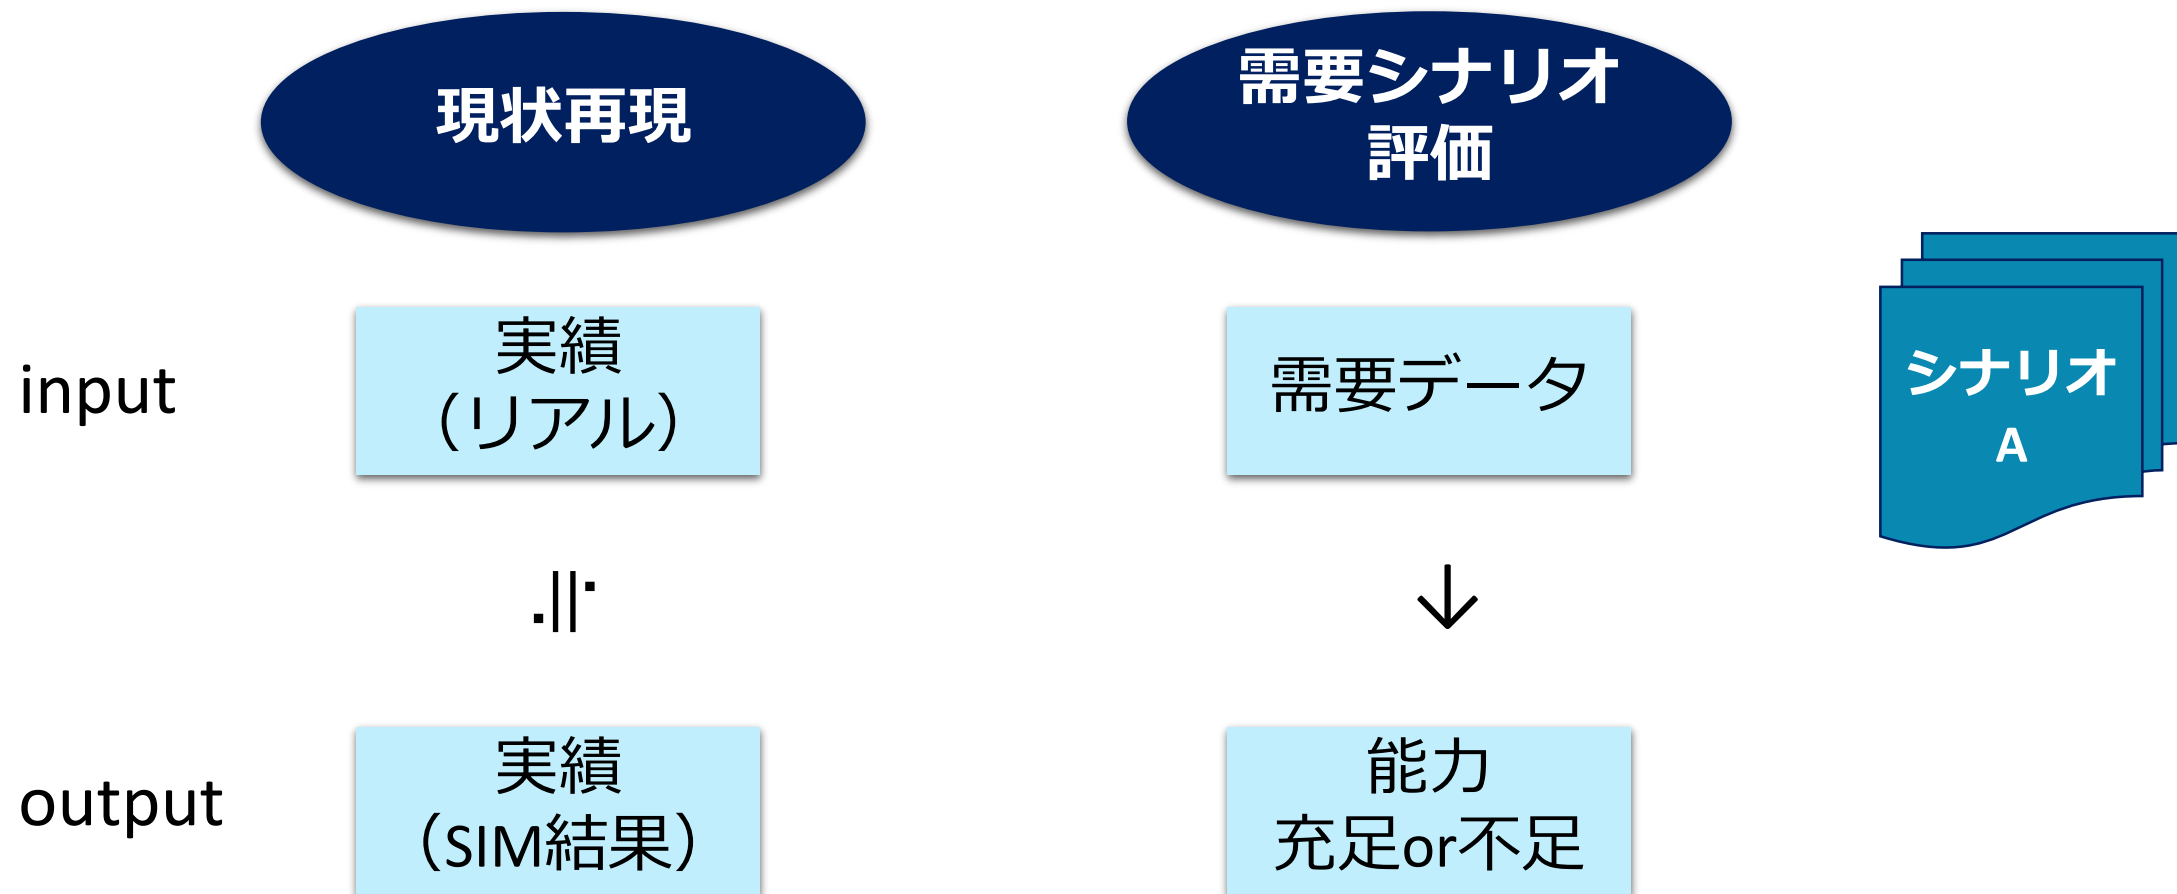 現状再現
需要シナリオ
評価
input
実績
（リアル）
需要データ
シナリオ
A
.||·
↓
output
実績
（SIM結果）
能力
充足or不足